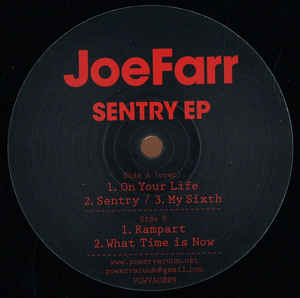 JoeFarr
SENTRY EP
Side A
1. On Your Life
2. Sentry / 3. My Sixth
Side B
1. Rampart
2. What Time is Now